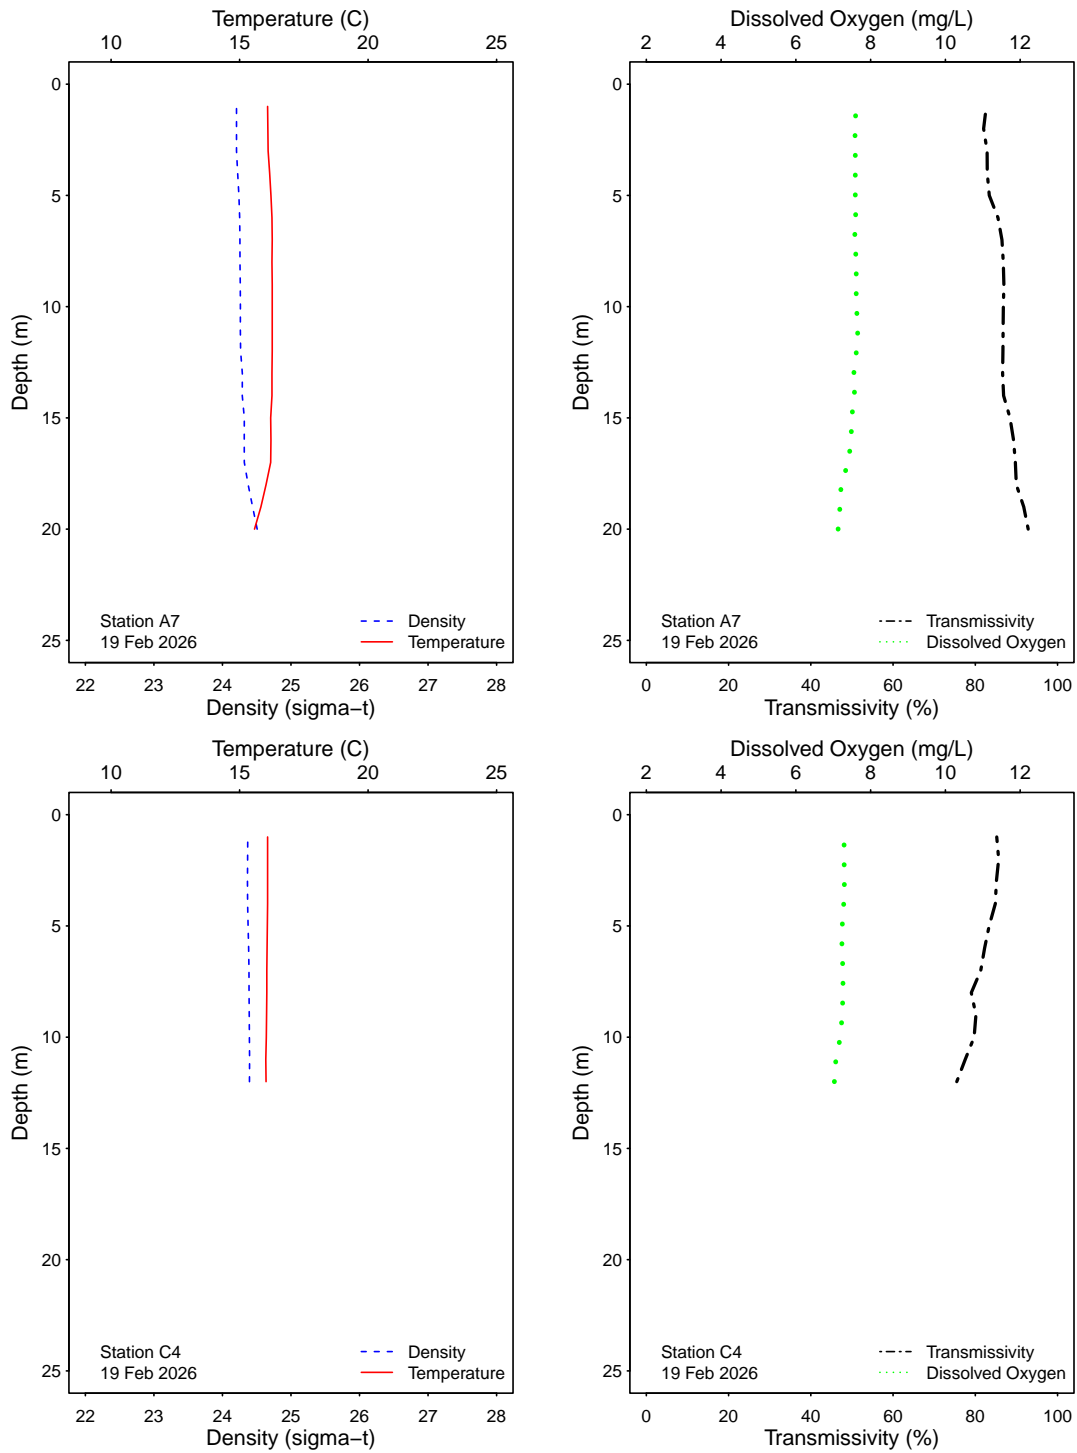 Temperature (C)
10 15 20 25
0
5
10
15
20
25
Depth (m)
Station A7
19 Feb 2026
Density
Temperature
22 23 24 25 26 27 28
Density (sigma−t)
Dissolved Oxygen (mg/L)
2 4 6 8 10 12
0
5
10
15
20
25
Depth (m)
Station A7
19 Feb 2026
Transmissivity
Dissolved Oxygen
0 20 40 60 80 100
Transmissivity (%)
Temperature (C)
10 15 20 25
0
5
10
15
20
25
Depth (m)
Station C4
19 Feb 2026
Density
Temperature
22 23 24 25 26 27 28
Density (sigma−t)
Dissolved Oxygen (mg/L)
2 4 6 8 10 12
0
5
10
15
20
25
Depth (m)
Station C4
19 Feb 2026
Transmissivity
Dissolved Oxygen
0 20 40 60 80 100
Transmissivity (%)